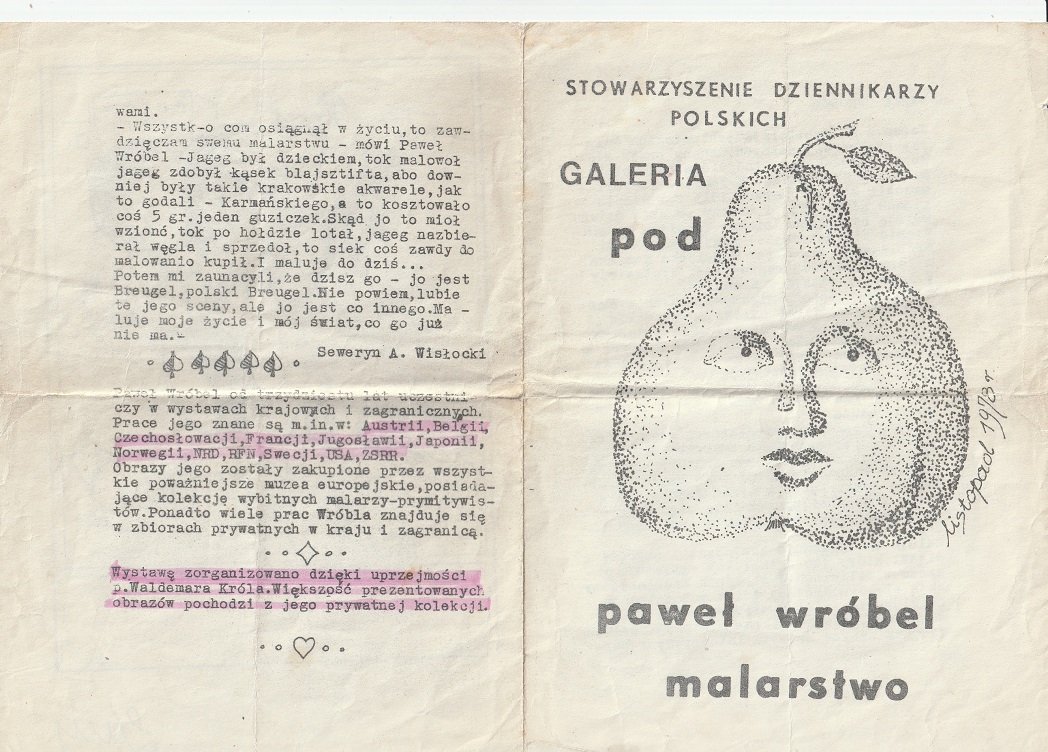 wami.
- Wszystk-o com osiągnął w życiu,to zaw-
dzięczam swemu malarstwu - mówi Paweł
Wróbel -Jageg był dzieckiem,tok malowoł
jageg zdobył kąsek blajsztifta,abo dow-
niej były takie krakowśkie akwarele,jak
to godali - Karmańskiego,a to kosztowało
coś 5 gr.jeden guziczek.Skąd jo to mioł
wzionć,tok po hołdzie lotał,jageg nazbie-
rał węgla i sprzedoł,to siek coś zawdy do
malowanio kupił.I maluje do dziś...
Potem mi zaunacyli,że dzisz go - jo jest
Breugel,polski Breugel.Nie powiem,lubie
te jego sceny,ale jo jest co innego.Ma -
luje moje życie i mój świat,co go już
nie ma.-
Seweryn A. Wisłocki
Paweł Wróbel od trzydziestu lat uczestni
czy w wystawach krajowych i zagranicznych.
Prace jego znane są m.in.w: Austrii,Belgii,
Czechosłowacji,Francji,Jugosławii,Japonii,
Norwegii,NRD,RFN,Swecji,USA,ZSRR.
Obrazy jego zostały zakupione przez wszyst-
kie poważniejsze muzea europejskie,posiada-
jące kolekcję wybitnych malarzy-prymitywis-
tów.Ponadto wiele prac Wróbla znajduje się
w zbiorach prywatnych w kraju i zagranicą.
Wystawę zorganizowano dzięki uprzejmości
p.Waldemara Króla.Większość prezentowanych
obrazów pochodzi z jego prywatnej kolekcji.
STOWARZYSZENIE DZIENNIKARZY
POLSKICH
GALERIA
pod
listopad
paweł wróbel
malarstwo